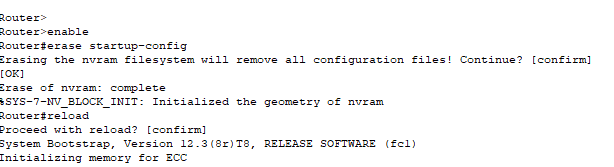 Router>
Router>enable
Router#erase startup-config
Erasing the nvram filesystem will remove all configuration files! Continue? [confirm]
[OK]
Erase of nvram: complete
%SYS-7-NV_BLOCK_INIT: Initialized the geometry of nvram
Router#reload
Proceed with reload? [confirm]
System Bootstrap, Version 12.3(8r)T8, RELEASE SOFTWARE (fc1)
Initializing memory for ECC